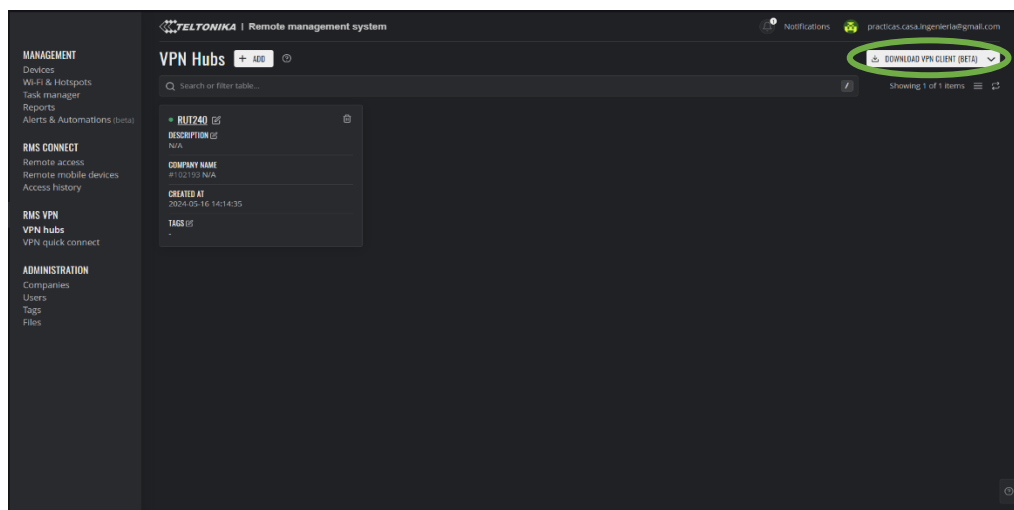 TELTONIKA | Remote management system
1
Notifications
practicas.casa.ingenieria@gmail.com
MANAGEMENT
Devices
Wi-Fi & Hotspots
Task manager
Reports
Alerts & Automations (beta)
RMS CONNECT
Remote access
Remote mobile devices
Access history
RMS VPN
VPN hubs
VPN quick connect
ADMINISTRATION
Companies
Users
Tags
Files
VPN Hubs
+ ADD
DOWNLOAD VPN CLIENT (BETA)
Search or filter table...
/
Showing 1 of 1 items
RUT240
DESCRIPTION
N/A
COMPANY NAME
#102193 N/A
CREATED AT
2024-05-16 14:14:35
TAGS
-